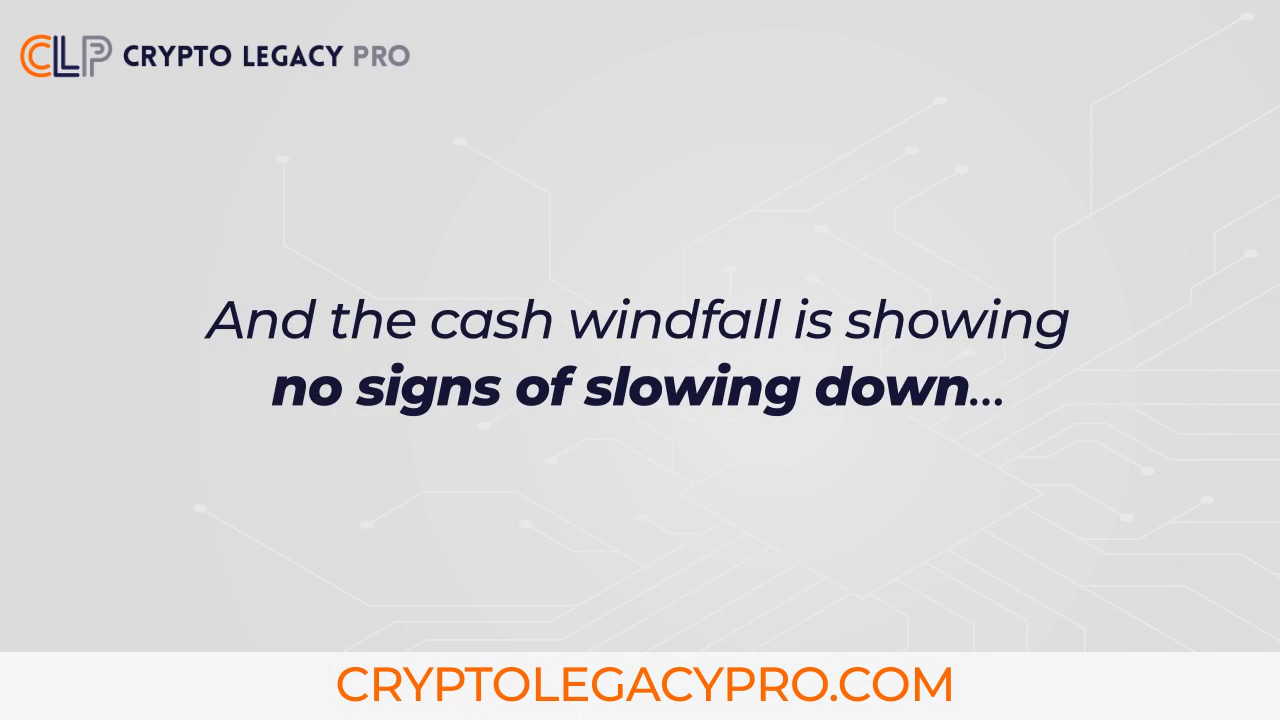 CLP CRYPTO LEGACY PRO
And the cash windfall is showing
no signs of slowing down...
CRYPTOLEGACYPRO.COM